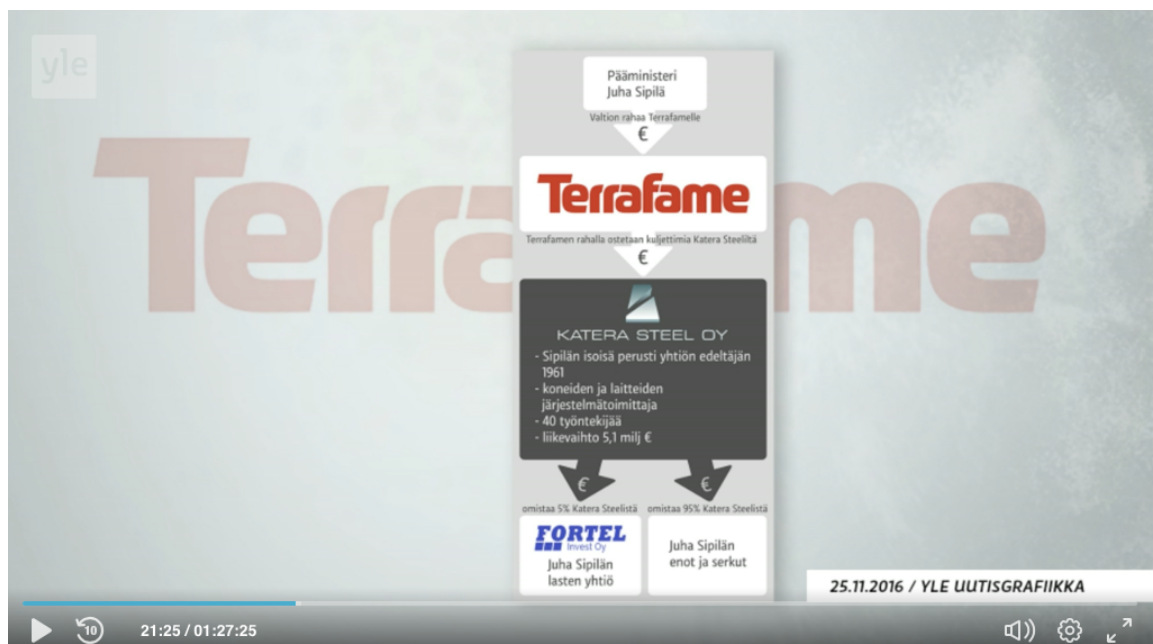 yle
Terrafame
Pääministeri
Juha Sipilä
Valtion rahaa Terrafamelle
€
Terrafame
Terrafamen rahalla ostetaan kuljettimia Katera Steeliltä
€
KATERA STEEL OY
- Sipilän isoisä perusti yhtiön edeltäjän
1961
- koneiden ja laitteiden
järjestelmätoimittaja
- 40 työntekijää
- liikevaihto 5,1 milj €
€ €
omistaa 5% Katera Steelistä
FORTEL
Invest Oy
Juha Sipilän
lasten yhtiö
omistaa 95% Katera Steelistä
Juha Sipilän
enot ja serkut
25.11.2016 / YLE UUTISGRAFIIKKA
10
21:25 / 01:27:25